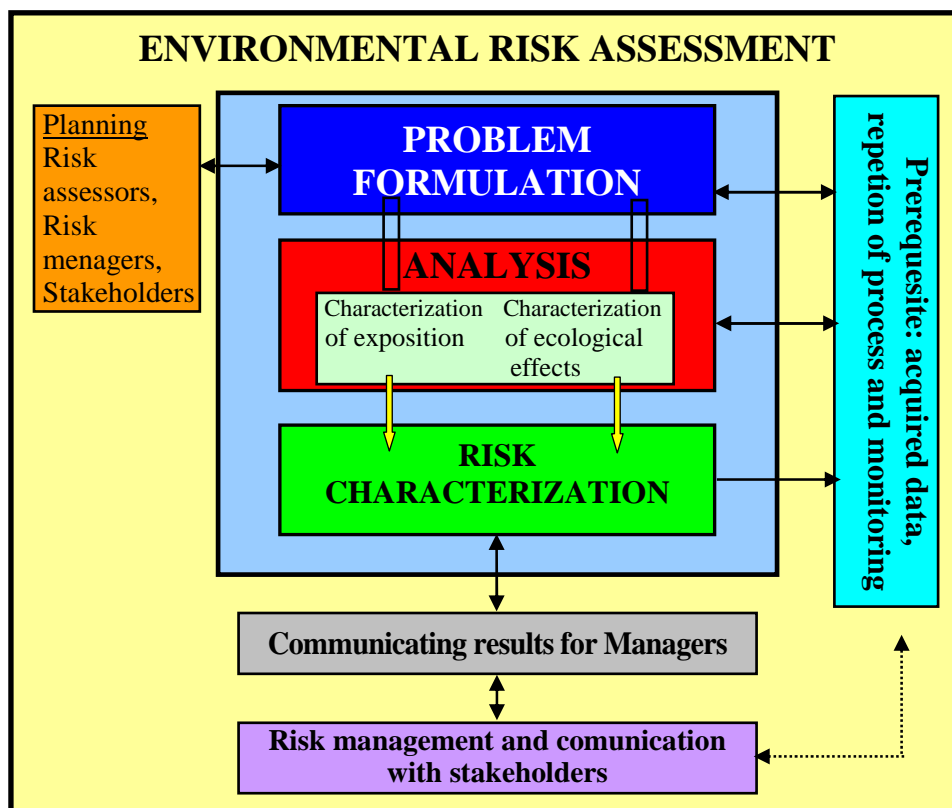 ENVIRONMENTAL RISK ASSESSMENT
Planning
Risk
assessors,
Risk
menagers,
Stakeholders
PROBLEM
FORMULATION
ANALYSIS
Characterization
of exposition
Characterization
of ecological
effects
RISK
CHARACTERIZATION
Prerequesite: acquired data,
repetion of process and monitoring
Communicating results for Managers
Risk management and comunication
with stakeholders